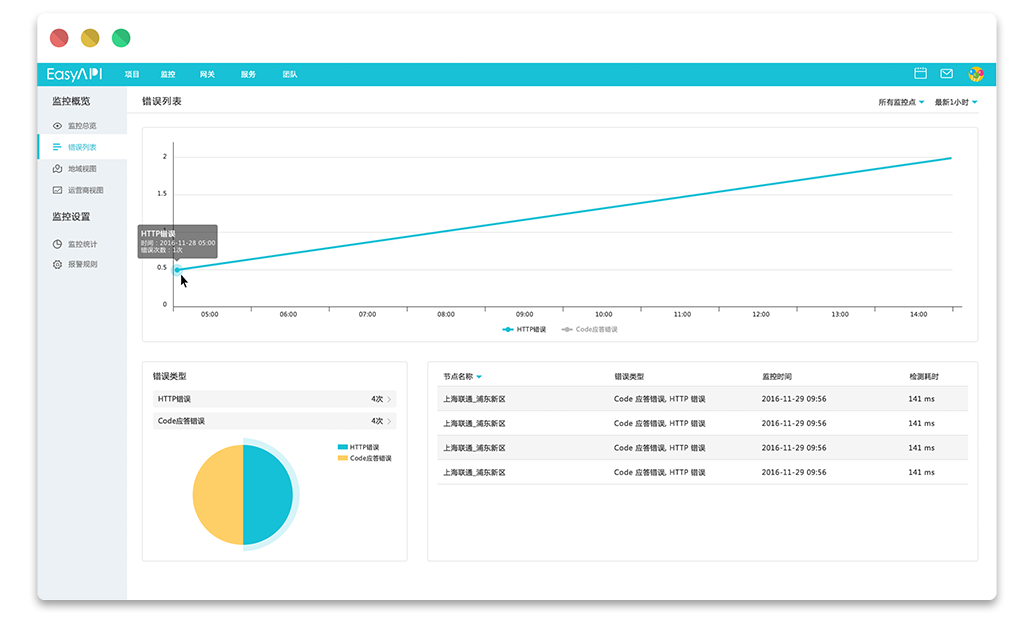 EasyAPI 项目 监控 网关 服务 团队
监控概览
监控总览
错误列表
地域视图
运营商视图
监控设置
监控统计
报警规则
错误列表 所有监控点 最新1小时
2
1.5
1
0.5
0
HTTP错误
时间：2016-11-28 05:00
错误次数：1次
05:00 06:00 07:00 08:00 09:00 10:00 11:00 12:00 13:00 14:00
HTTP错误 Code应答错误
错误类型
HTTP错误 4次
Code应答错误 4次
HTTP错误
Code应答错误
节点名称 错误类型 监控时间 检测耗时
上海联通_浦东新区 Code 应答错误, HTTP 错误 2016-11-29 09:56 141 ms
上海联通_浦东新区 Code 应答错误, HTTP 错误 2016-11-29 09:56 141 ms
上海联通_浦东新区 Code 应答错误, HTTP 错误 2016-11-29 09:56 141 ms
上海联通_浦东新区 Code 应答错误, HTTP 错误 2016-11-29 09:56 141 ms